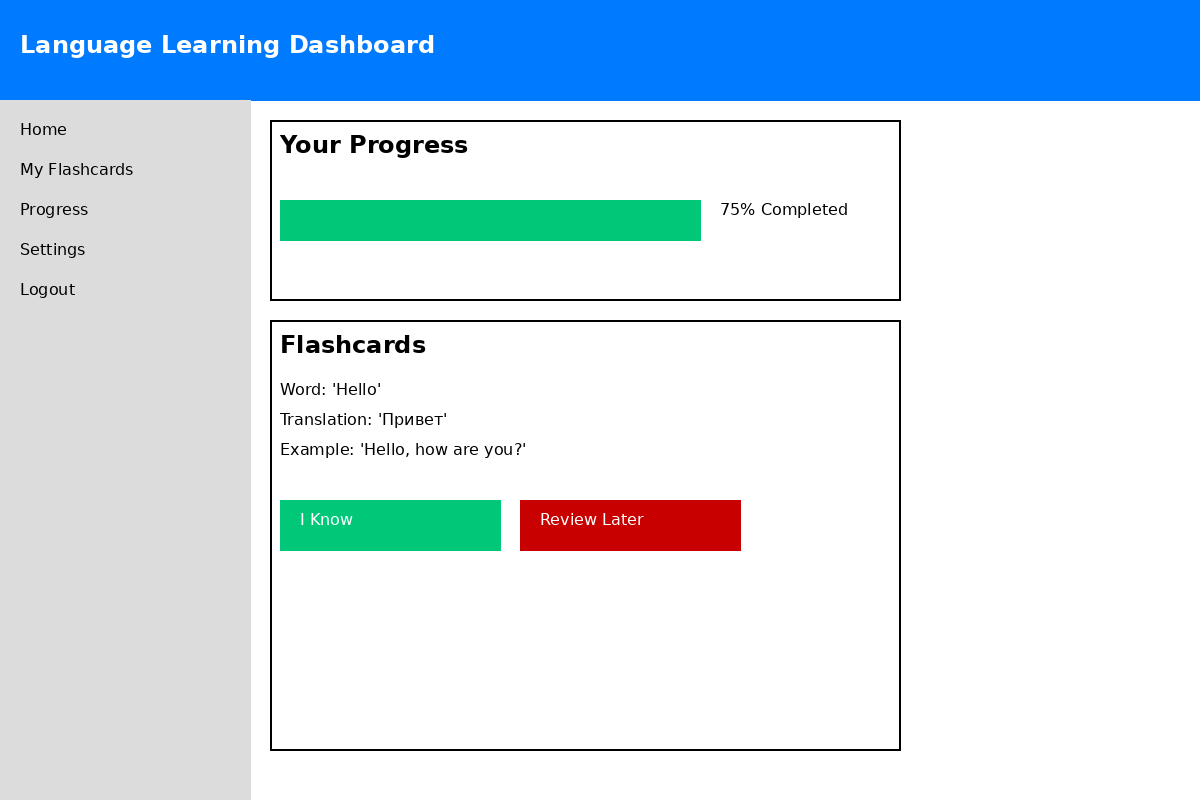 Language Learning Dashboard
Home
My Flashcards
Progress
Settings
Logout
Your Progress
75% Completed
Flashcards
Word: 'Hello'
Translation: 'Привет'
Example: 'Hello, how are you?'
I Know
Review Later